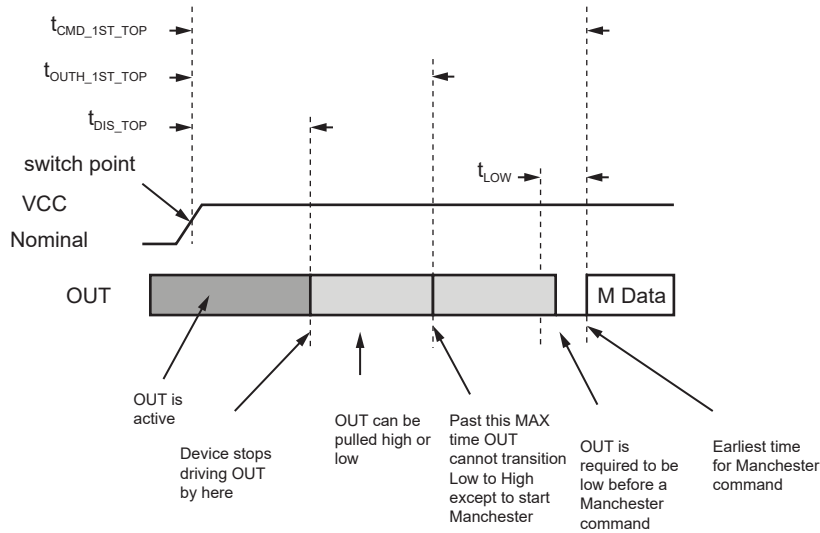 tCMD_1ST_TOP
tOUTH_1ST_TOP
tDIS_TOP
switch point
tLOW
VCC
Nominal
OUT
M Data
OUT is
active
Device stops
driving OUT
by here
OUT can be
pulled high or
low
Past this MAX
time OUT
cannot transition
Low to High
except to start
Manchester
OUT is
required to be
low before a
Manchester
command
Earliest time
for Manchester
command